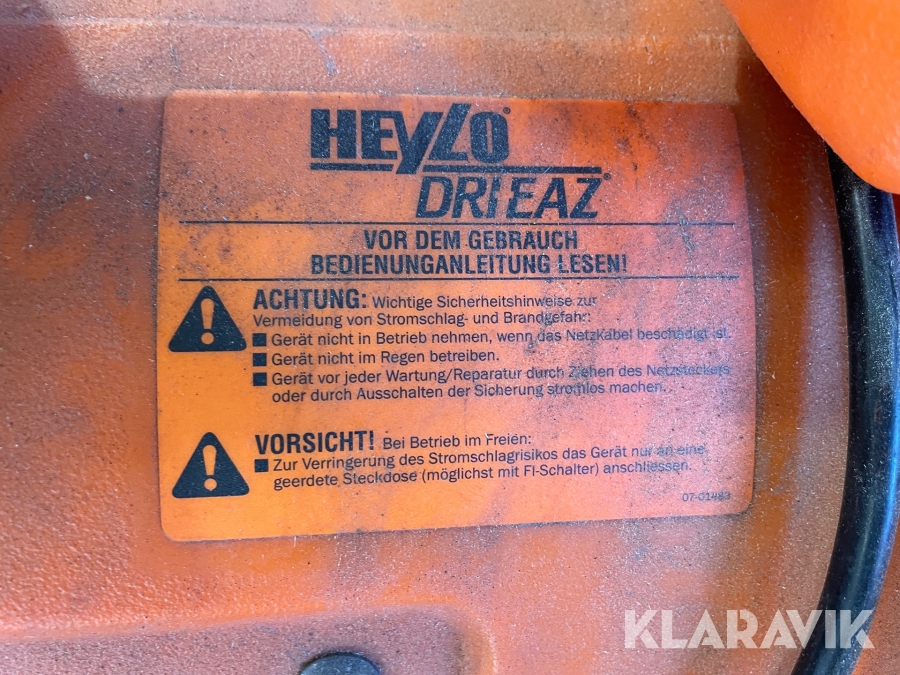 HEYLO®
DRIEAZ®
VOR DEM GEBRAUCH
BEDIENUNGANLEITUNG LESEN!
ACHTUNG: Wichtige Sicherheitshinweise zur
Vermeidung von Stromschlag- und Brandgefahr:
■ Gerät nicht in Betrieb nehmen, wenn das Netzkabel beschädigt ist.
■ Gerät nicht im Regen betreiben.
■ Gerät vor jeder Wartung/Reparatur durch Ziehen des Netzsteckers
oder durch Ausschalten der Sicherung stromlos machen.
VORSICHT! Bei Betrieb im Freien:
■ Zur Verringerung des Stromschlagrisikos das Gerät nur an eine
geerdete Steckdose (möglichst mit FI-Schalter) anschliessen.
07-01483
KLARAVIK